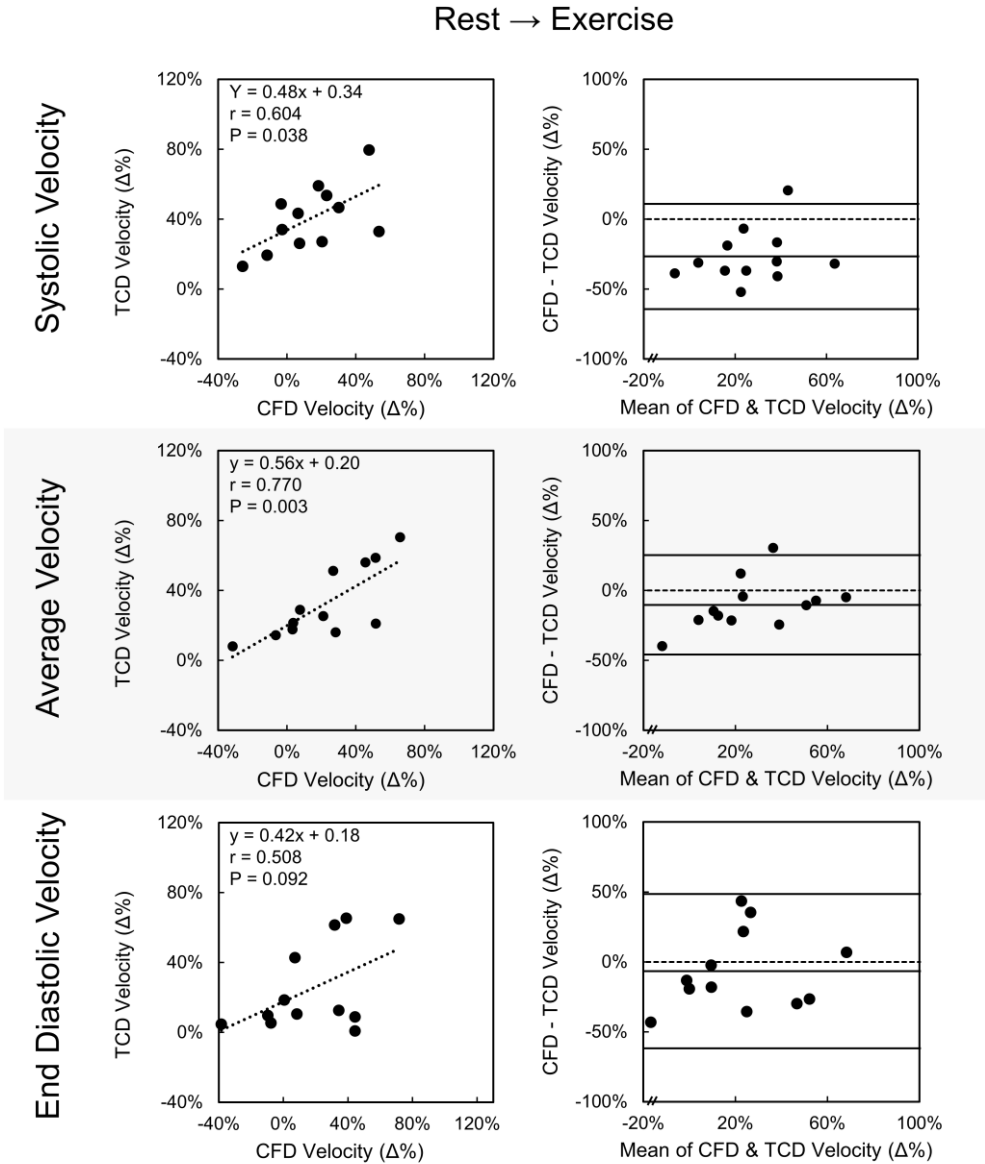 Rest → Exercise
Systolic Velocity
120%
80%
40%
0%
-40%
TCD Velocity (Δ%)
Y = 0.48x + 0.34
r = 0.604
P = 0.038
-40%
0%
40%
80%
120%
CFD Velocity (Δ%)
100%
50%
0%
-50%
-100%
CFD - TCD Velocity (Δ%)
-20%
20%
60%
100%
Mean of CFD & TCD Velocity (Δ%)
Average Velocity
120%
80%
40%
0%
-40%
TCD Velocity (Δ%)
y = 0.56x + 0.20
r = 0.770
P = 0.003
-40%
0%
40%
80%
120%
CFD Velocity (Δ%)
100%
50%
0%
-50%
-100%
CFD - TCD Velocity (Δ%)
-20%
20%
60%
100%
Mean of CFD & TCD Velocity (Δ%)
End Diastolic Velocity
120%
80%
40%
0%
-40%
TCD Velocity (Δ%)
y = 0.42x + 0.18
r = 0.508
P = 0.092
-40%
0%
40%
80%
120%
CFD Velocity (Δ%)
100%
50%
0%
-50%
-100%
CFD - TCD Velocity (Δ%)
-20%
20%
60%
100%
Mean of CFD & TCD Velocity (Δ%)